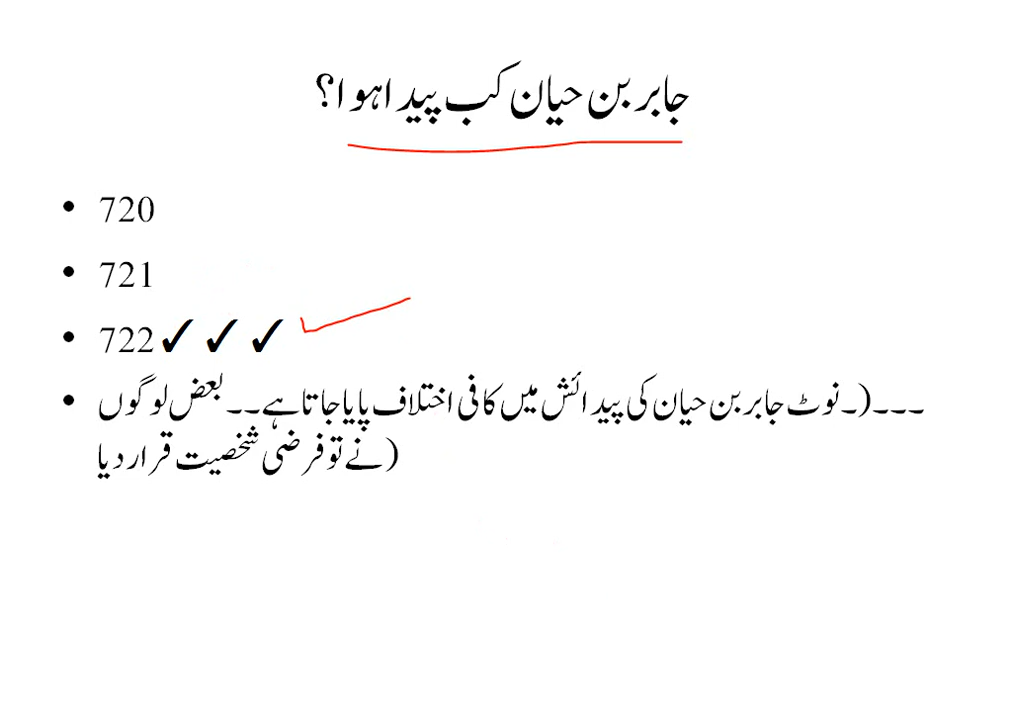 جابر بن حیان کب پیدا ہوا؟
• 720
• 721
• 722✓ ✓ ✓
• ۔۔۔(۔نوٹ جابر بن حیان کی پیدائش میں کافی اختلاف پایا جاتا ہے۔۔بعض لوگوں
نے تو فرضی شخصیت قرار دیا)